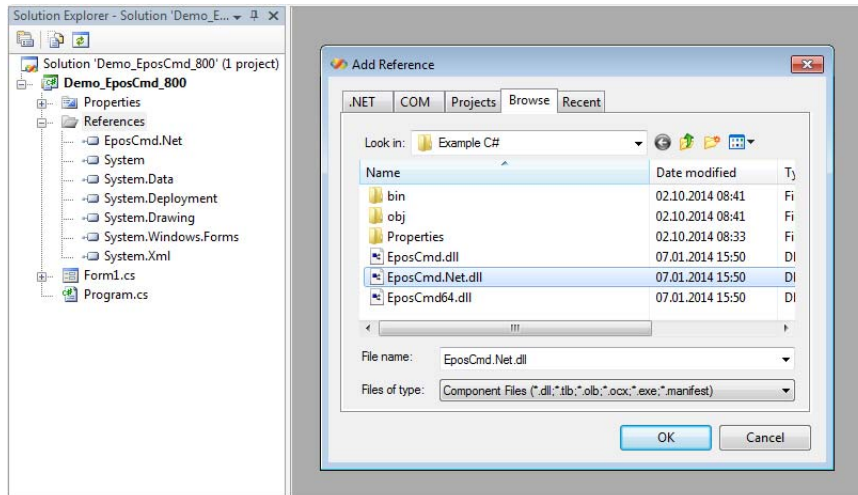 Solution Explorer - Solution 'Demo_E...
Solution 'Demo_EposCmd_800' (1 project)
Demo_EposCmd_800
Properties
References
EposCmd.Net
System
System.Data
System.Deployment
System.Drawing
System.Windows.Forms
System.Xml
Form1.cs
Program.cs
Add Reference
.NET COM Projects Browse Recent
Look in: Example C#
Name Date modified Ty
bin 02.10.2014 08:41 Fi
obj 02.10.2014 08:41 Fi
Properties 02.10.2014 08:33 Fi
EposCmd.dll 07.01.2014 15:50 Dl
EposCmd.Net.dll 07.01.2014 15:50 Dl
EposCmd64.dll 07.01.2014 15:50 Dl
File name: EposCmd.Net.dll
Files of type: Component Files (*.dll;*.tlb;*.olb;*.ocx;*.exe;*.manifest)
OK Cancel